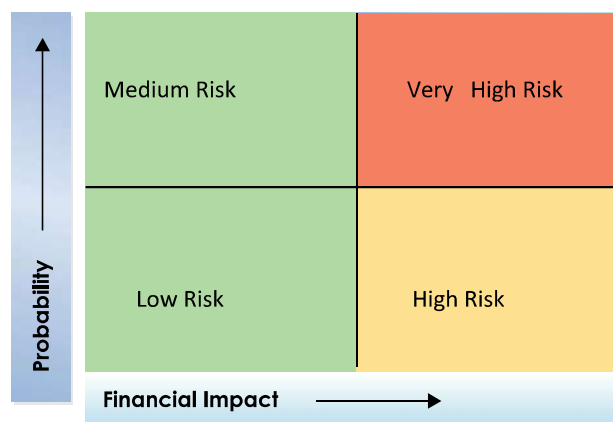 Medium Risk
Very High Risk
Probability
Low Risk
High Risk
Financial Impact